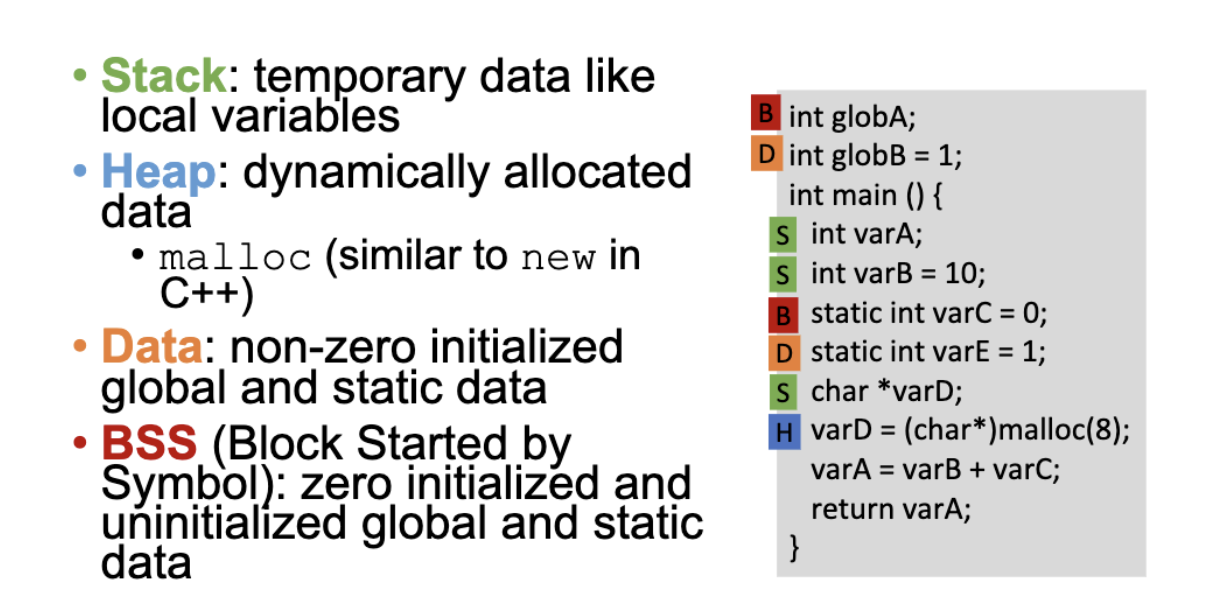 • Stack: temporary data like
local variables
• Heap: dynamically allocated
data
• malloc (similar to new in
C++)
• Data: non-zero initialized
global and static data
• BSS (Block Started by
Symbol): zero initialized and
uninitialized global and static
data
B int globA;
D int globB = 1;
int main () {
S int varA;
S int varB = 10;
B static int varC = 0;
D static int varE = 1;
S char *varD;
H varD = (char*)malloc(8);
varA = varB + varC;
return varA;
}